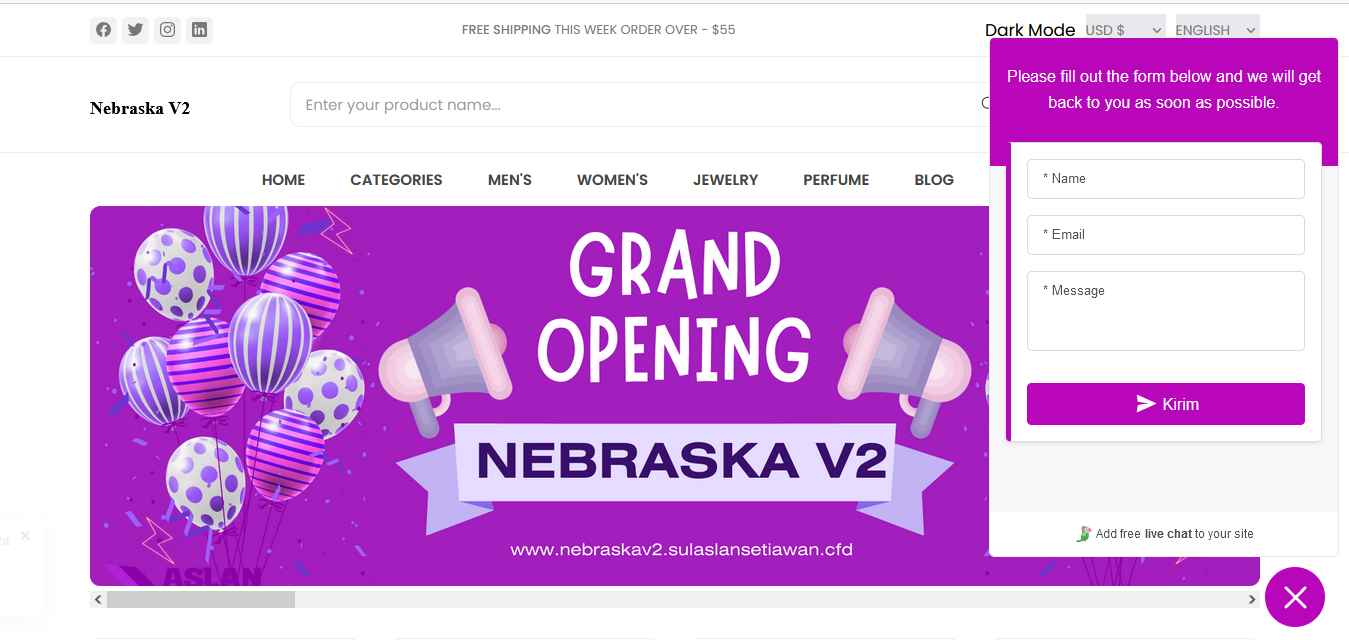 FREE SHIPPING THIS WEEK ORDER OVER - $55
Dark Mode
USD $
ENGLISH
Nebraska V2
Enter your product name...
HOME
CATEGORIES
MEN'S
WOMEN'S
JEWELRY
PERFUME
BLOG
GRAND
OPENING
NEBRASKA V2
www.nebraskav2.sulaslansetiawan.cfd
ASLAN
Please fill out the form below and we will get
back to you as soon as possible.
* Name
* Email
* Message
Kirim
Add free live chat to your site